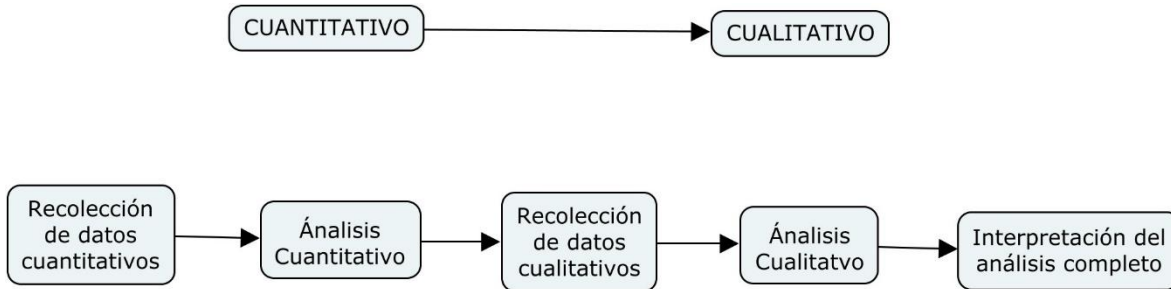 CUANTITATIVO
CUALITATIVO
Recolección
de datos
cuantitativos
Ánalisis
Cuantitativo
Recolección
de datos
cualitativos
Ánalisis
Cualitatvo
Interpretación del
análisis completo